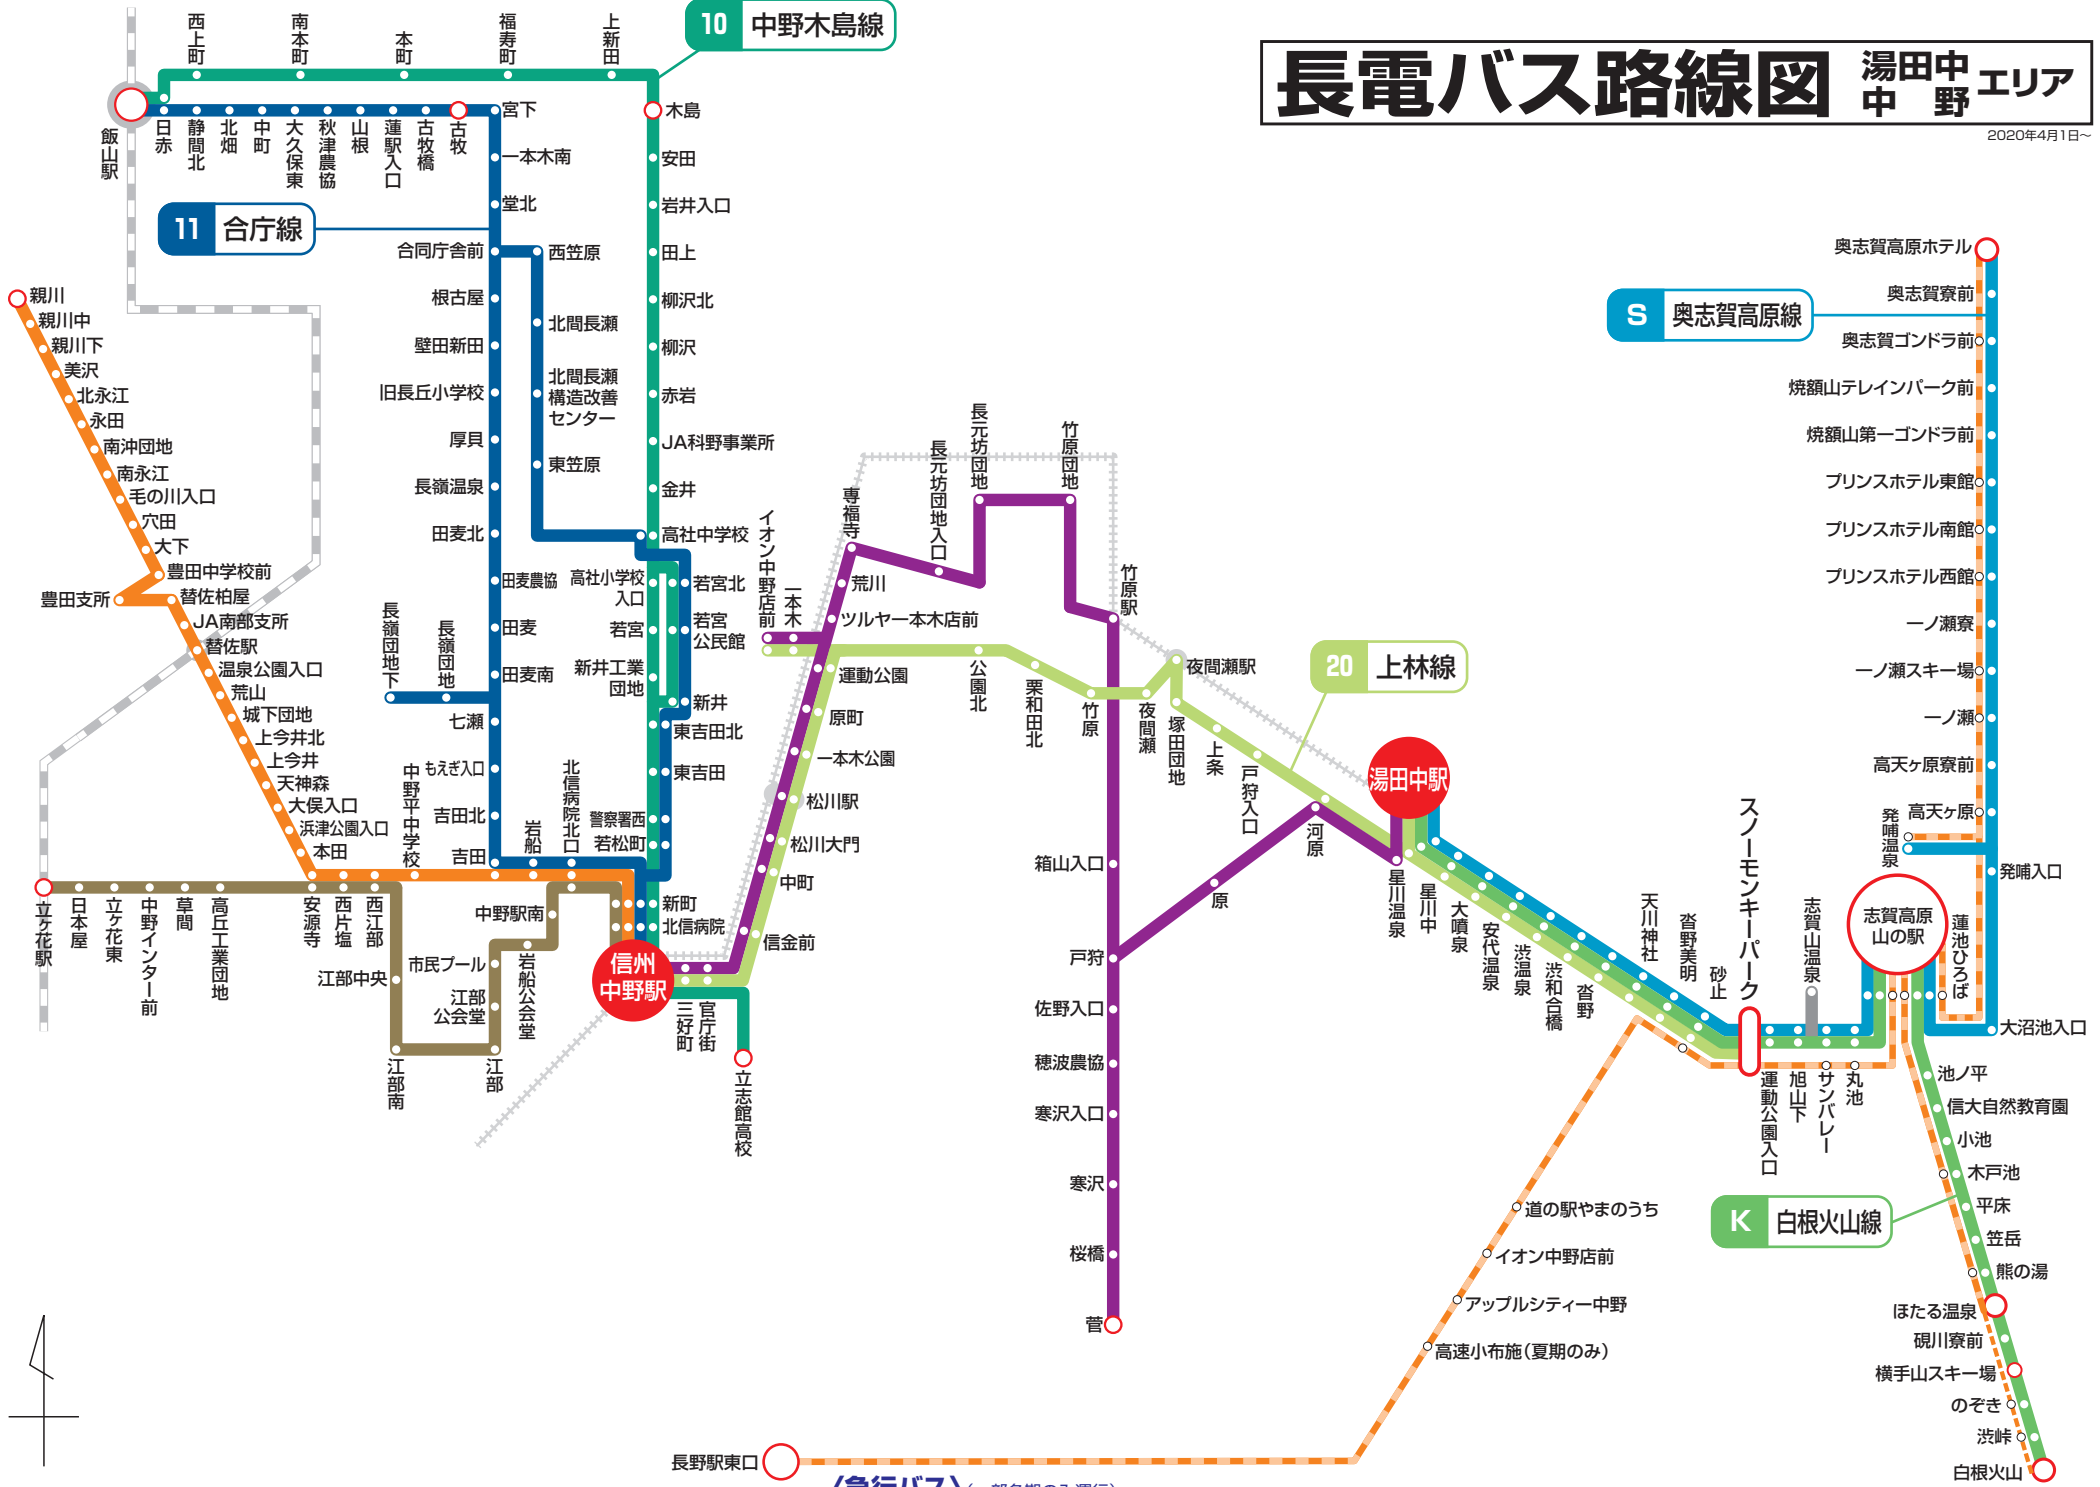 長電バス路線図 湯田中 中野 エリア
2020年4月1日~
10 中野木島線
11 合庁線
S 奥志賀高原線
20 上林線
K 白根火山線
飯山駅
西上町
南本町
本町
福寿町
上新田
木島
安田
岩井入口
田上
柳沢北
柳沢
赤岩
JA科野事業所
金井
高社中学校
高社小学校
入口
若宮
新井工業
団地
若宮北
若宮
公民館
新井
東吉田北
東吉田
警察署西
若松町
新町
北信病院
信州
中野駅
日赤
静間北
北畑
中町
大久保東
秋津農協
山根
蓮駅入口
古牧橋
古牧
宮下
一本木南
堂北
合同庁舎前
根古屋
壁田新田
旧長丘小学校
厚貝
長嶺温泉
田麦北
田麦農協
田麦
田麦南
長嶺団地下
長嶺団地
七瀬
もえぎ入口
吉田北
吉田
岩船
北信病院北口
西笠原
北間長瀬
北間長瀬
構造改善
センター
東笠原
親川
親川中
親川下
美沢
北永江
永田
南沖団地
南永江
毛の川入口
穴田
大下
豊田中学校前
豊田支所
替佐柏屋
JA南部支所
替佐駅
温泉公園入口
荒山
城下団地
上今井北
上今井
天神森
大俣入口
浜津公園入口
本田
中野平中学校
立ヶ花駅
日本屋
立ヶ花東
中野インター前
草間
高丘工業団地
安源寺
西片塩
西江部
江部中央
江部南
江部
江部
公会堂
市民プール
岩船公会堂
中野駅南
三好町
官庁街
立志館高校
イオン中野店前
一本木
専福寺
荒川
ツルヤ一本木店前
長元坊団地入口
長元坊団地
竹原団地
竹原駅
運動公園
原町
一本木公園
松川駅
松川大門
中町
信金前
公園北
栗和田北
竹原
夜間瀬
夜間瀬駅
塚田団地
上条
戸狩入口
河原
原
箱山入口
戸狩
佐野入口
穂波農協
寒沢入口
寒沢
桜橋
菅
湯田中駅
星川温泉
星川中
大噴泉
安代温泉
渋温泉
渋和合橋
沓野
天川神社
沓野美明
砂止
スノーモンキーパーク
志賀山温泉
運動公園入口
旭山下
サンバレー
丸池
志賀高原
山の駅
蓮池ひろば
奥志賀高原ホテル
奥志賀寮前
奥志賀ゴンドラ前
焼額山テレインパーク前
焼額山第一ゴンドラ前
プリンスホテル東館
プリンスホテル南館
プリンスホテル西館
一ノ瀬寮
一ノ瀬スキー場
一ノ瀬
高天ヶ原寮前
高天ヶ原
発哺温泉
発哺入口
大沼池入口
池ノ平
信大自然教育園
小池
木戸池
平床
笠岳
熊の湯
ほたる温泉
硯川寮前
横手山スキー場
のぞき
渋峠
白根火山
道の駅やまのうち
イオン中野店前
アップルシティー中野
高速小布施(夏期のみ)
長野駅東口